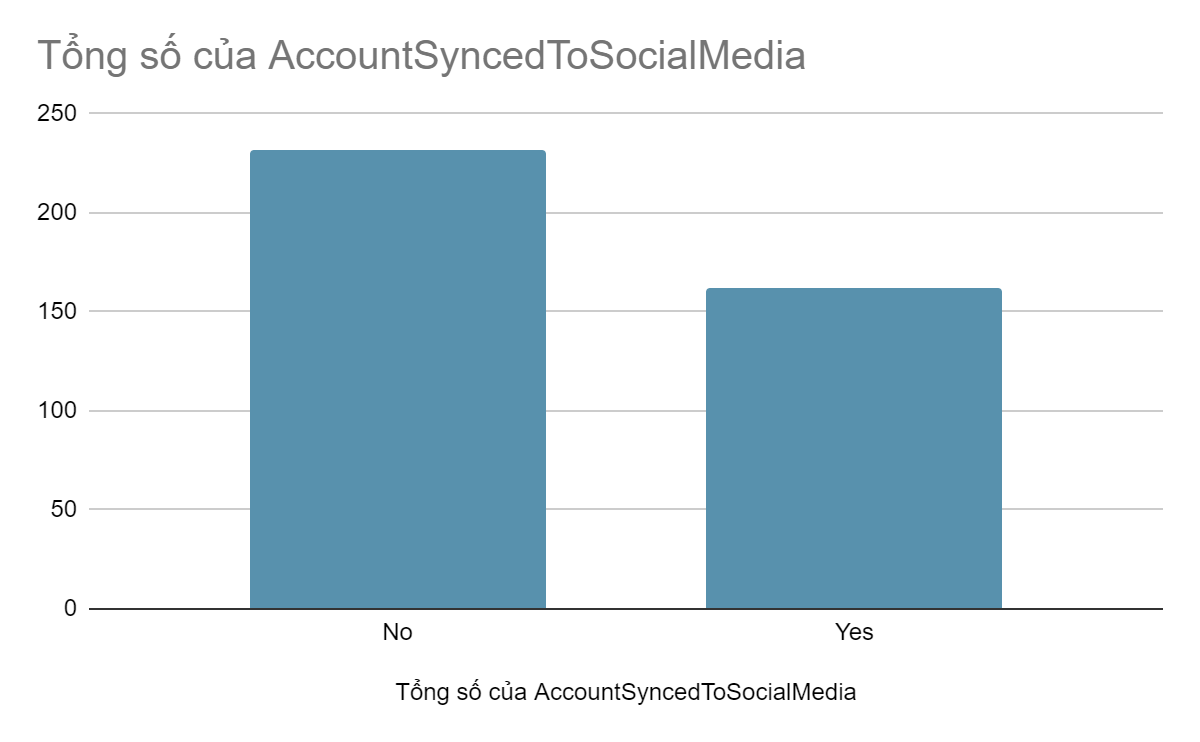 Tổng số của AccountSyncedToSocialMedia
250
200
150
100
50
0
No Yes
Tổng số của AccountSyncedToSocialMedia